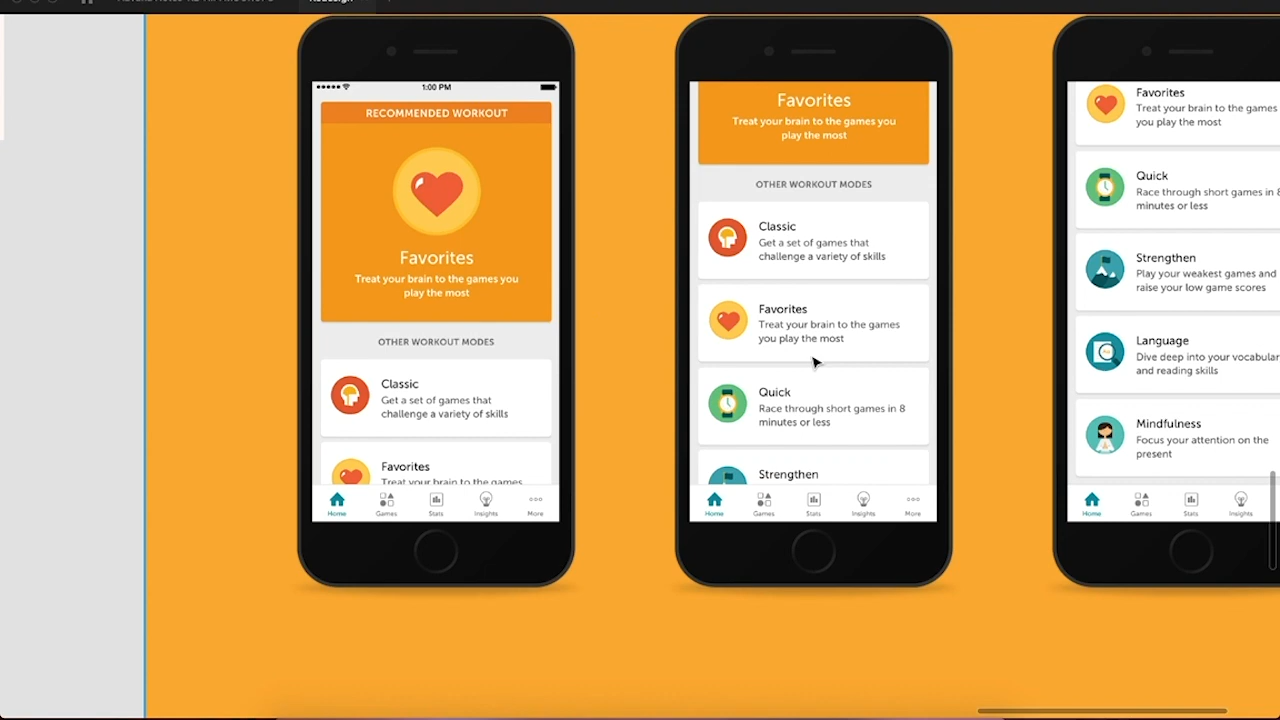 Redesign
1:00 PM
RECOMMENDED WORKOUT
Favorites
Treat your brain to the games you
play the most
OTHER WORKOUT MODES
Classic
Get a set of games that
challenge a variety of skills
Favorites
Treat your brain to the games
Home
Games
Stats
Insights
More
Favorites
Treat your brain to the games you
play the most
OTHER WORKOUT MODES
Classic
Get a set of games that
challenge a variety of skills
Favorites
Treat your brain to the games
you play the most
Quick
Race through short games in 8
minutes or less
Strengthen
Home
Games
Stats
Insights
More
Favorites
Treat your brain to the games
you play the most
Quick
Race through short games in 8
minutes or less
Strengthen
Play your weakest games and
raise your low game scores
Language
Dive deep into your vocabular
and reading skills
Mindfulness
Focus your attention on the
present
Home
Games
Stats
Insights